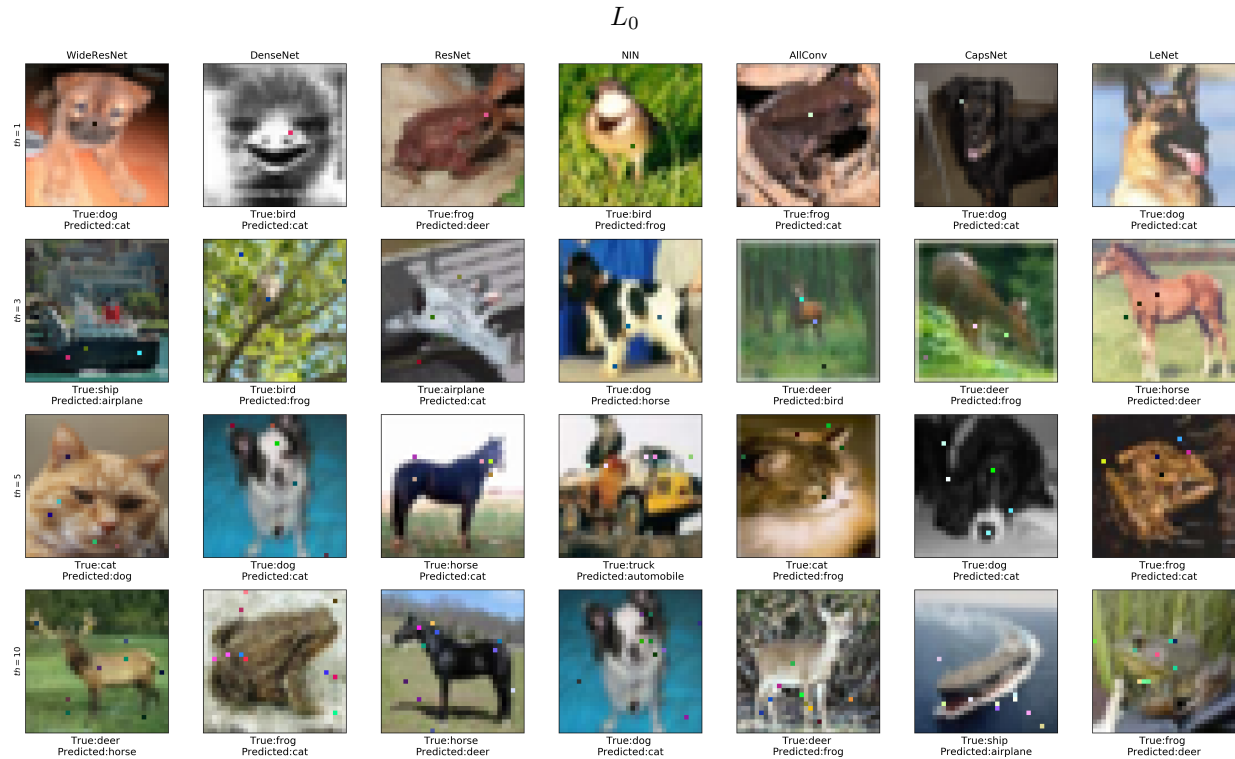 L₀
WideResNet DenseNet ResNet NIN AllConv CapsNet LeNet
th = 1
True:dog True:bird True:frog True:bird True:frog True:dog True:dog
Predicted:cat Predicted:cat Predicted:deer Predicted:frog Predicted:cat Predicted:cat Predicted:cat
th = 3
True:ship True:bird True:airplane True:dog True:deer True:deer True:horse
Predicted:airplane Predicted:frog Predicted:cat Predicted:horse Predicted:bird Predicted:frog Predicted:deer
th = 5
True:cat True:dog True:horse True:truck True:cat True:dog True:frog
Predicted:dog Predicted:cat Predicted:cat Predicted:automobile Predicted:frog Predicted:cat Predicted:cat
th = 10
True:deer True:frog True:horse True:dog True:deer True:ship True:frog
Predicted:horse Predicted:cat Predicted:deer Predicted:cat Predicted:frog Predicted:airplane Predicted:deer